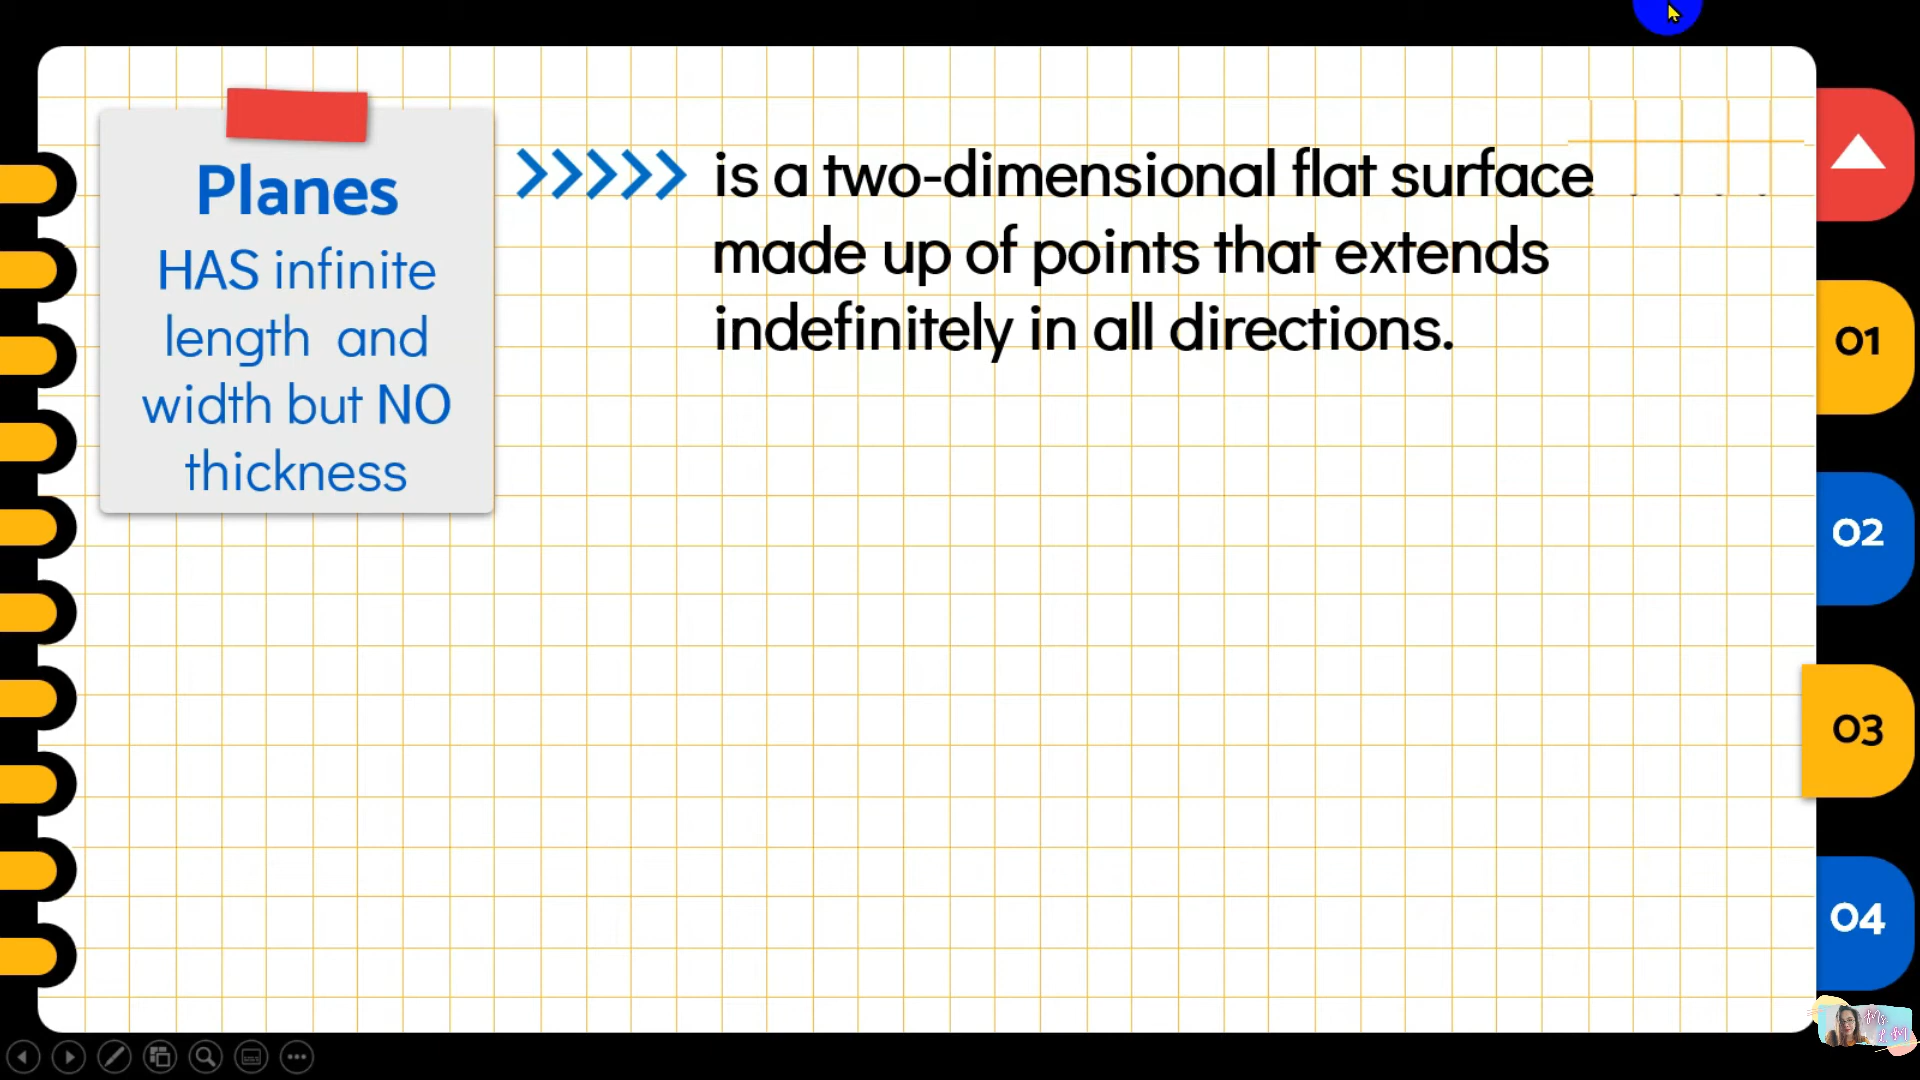 Planes
HAS infinite
length and
width but NO
thickness
is a two-dimensional flat surface
made up of points that extends
indefinitely in all directions.
01
02
03
04
Ms